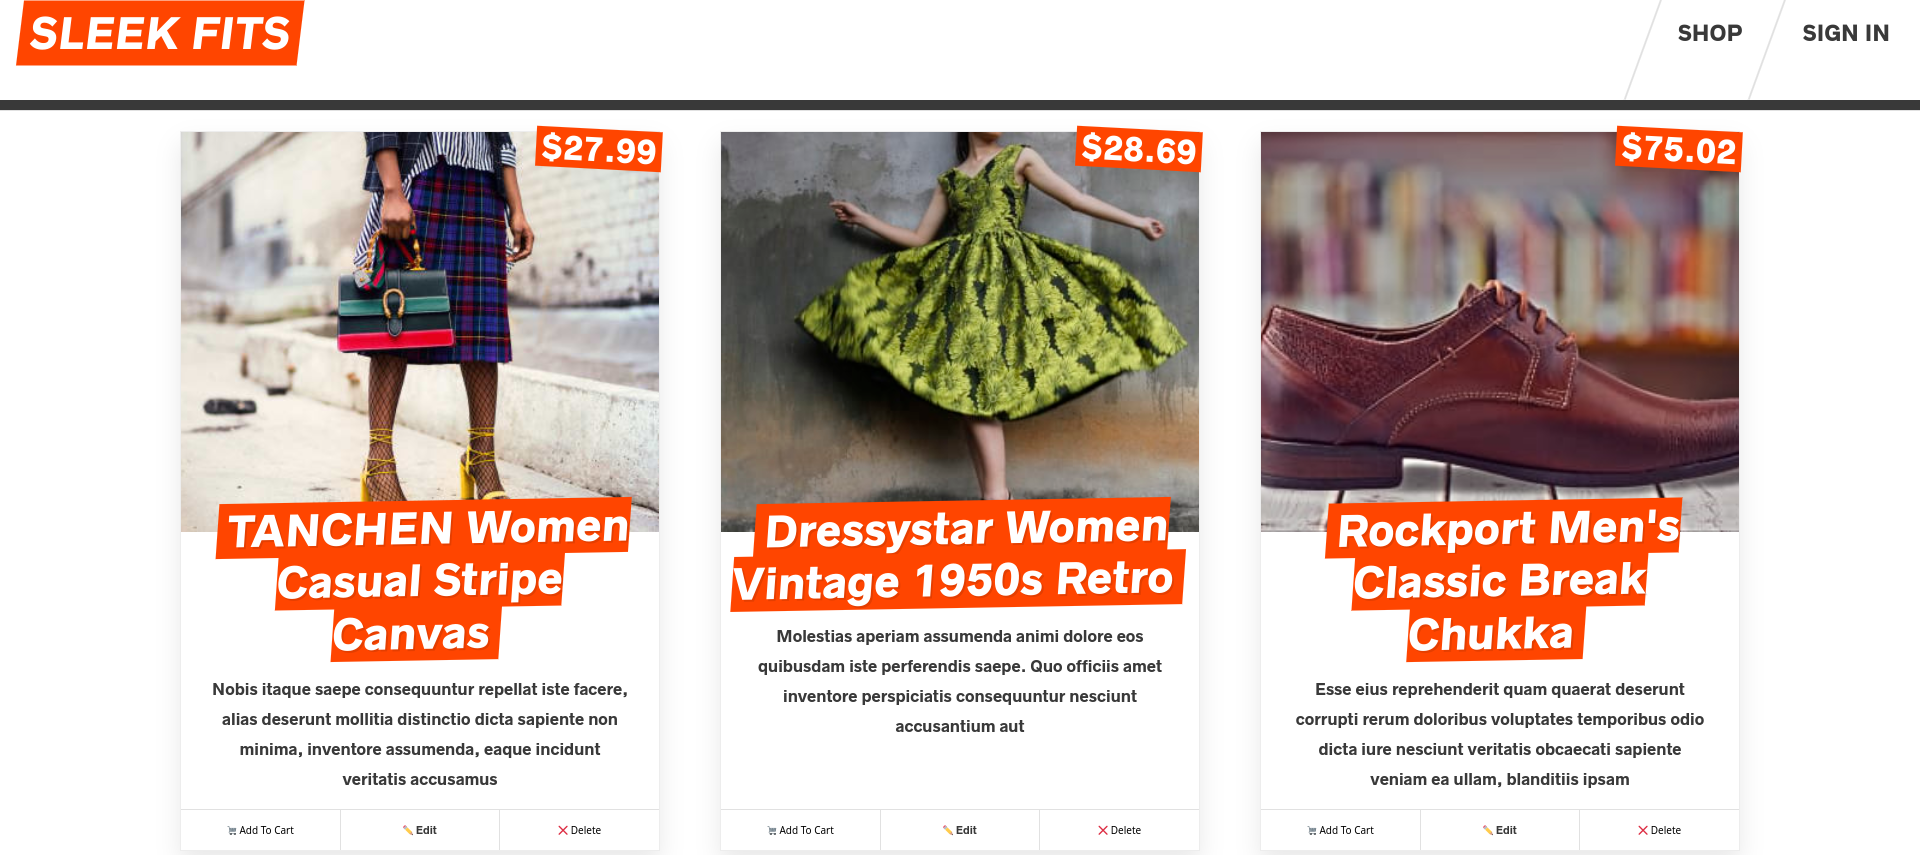 SLEEK FITS
SHOP
SIGN IN
$27.99
TANCHEN Women
Casual Stripe
Canvas
Nobis itaque saepe consequuntur repellat iste facere,
alias deserunt mollitia distinctio dicta sapiente non
minima, inventore assumenda, eaque incidunt
veritatis accusamus
Add To Cart
Edit
Delete
$28.69
Dressystar Women
Vintage 1950s Retro
Molestias aperiam assumenda animi dolore eos
quibusdam iste perferendis saepe. Quo officiis amet
inventore perspiciatis consequuntur nesciunt
accusantium aut
Add To Cart
Edit
Delete
$75.02
Rockport Men's
Classic Break
Chukka
Esse eius reprehenderit quam quaerat deserunt
corrupti rerum doloribus voluptates temporibus odio
dicta iure nesciunt veritatis obcaecati sapiente
veniam ea ullam, blanditiis ipsam
Add To Cart
Edit
Delete